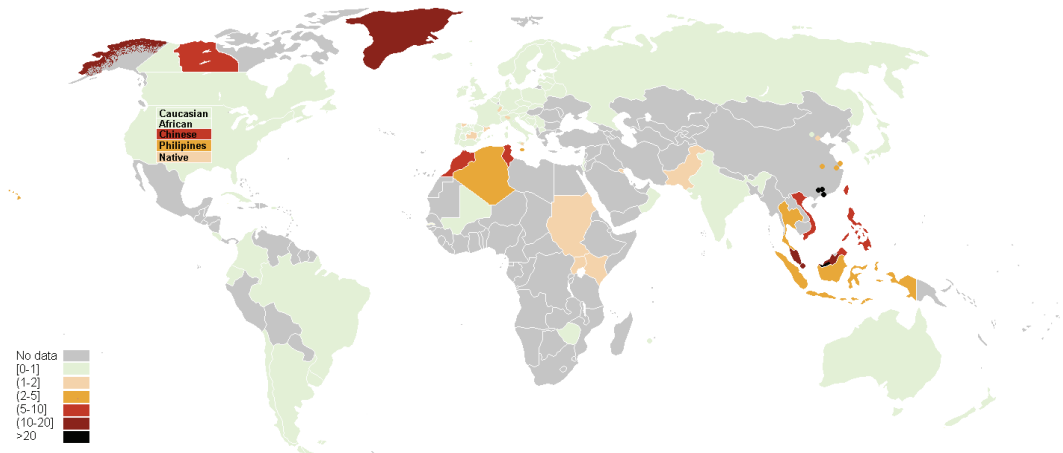 Caucasian
African
Chinese
Philipines
Native
No data
[0-1]
(1-2]
(2-5]
(5-10]
(10-20]
>20